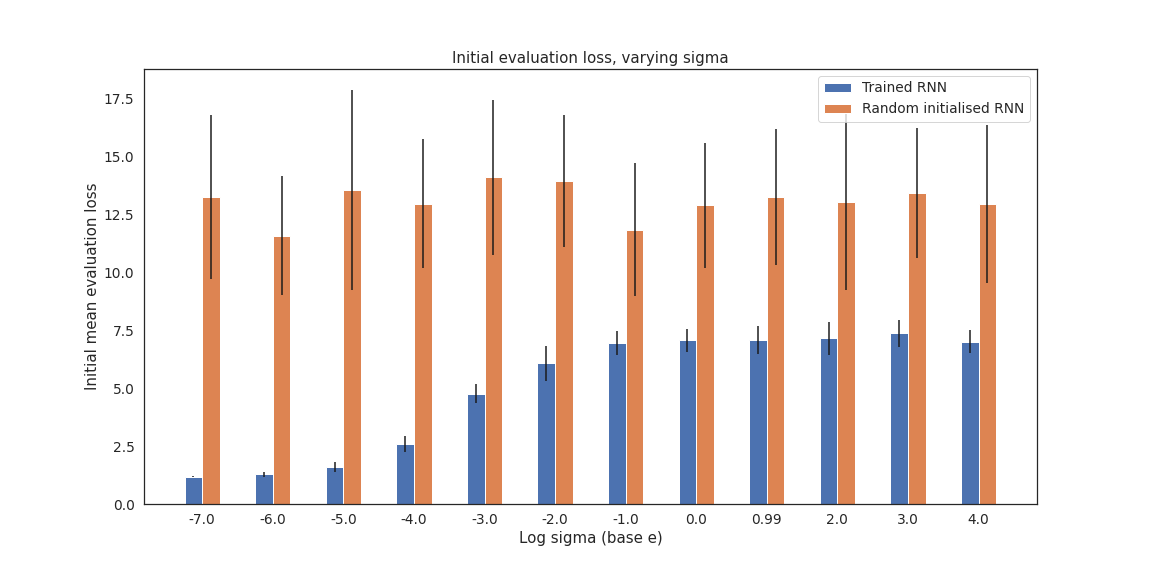 Initial evaluation loss, varying sigma
Trained RNN
Random initialised RNN
17.5
15.0
12.5
10.0
7.5
5.0
2.5
0.0
Initial mean evaluation loss
-7.0 -6.0 -5.0 -4.0 -3.0 -2.0 -1.0 0.0 0.99 2.0 3.0 4.0
Log sigma (base e)